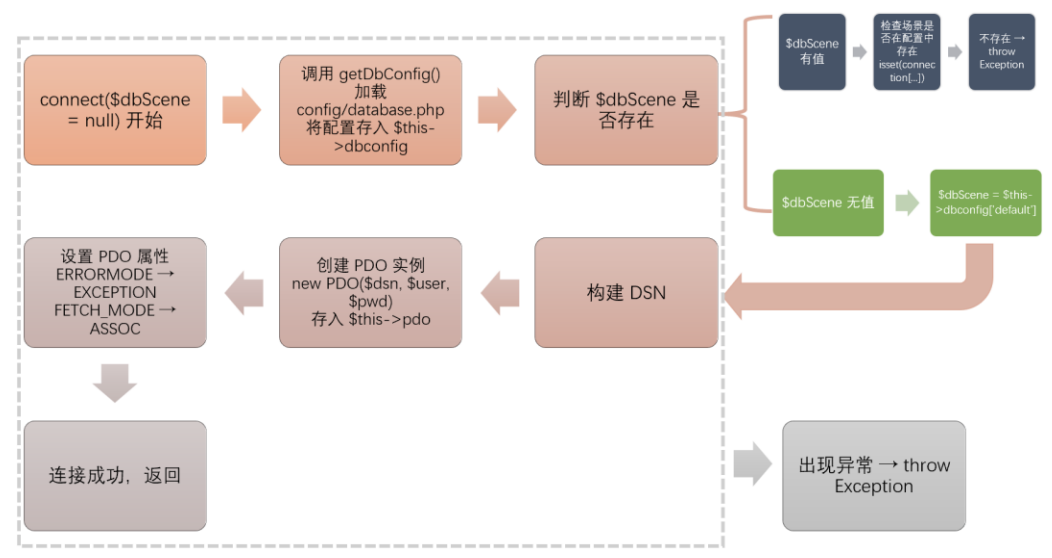 connect($dbScene
= null) 开始
调用 getDbConfig()
加载
config/database.php
将配置存入 $this-
>dbconfig
判断 $dbScene 是
否存在
$dbScene
有值
检查场景是
否在配置中
存在
isset(connec
tion[...])
不存在 →
throw
Exception
$dbScene 无值
$dbScene = $this-
>dbconfig['default']
构建 DSN
创建 PDO 实例
new PDO($dsn, $user,
$pwd)
存入 $this->pdo
设置 PDO 属性
ERRORMODE →
EXCEPTION
FETCH_MODE →
ASSOC
连接成功，返回
出现异常 → throw
Exception